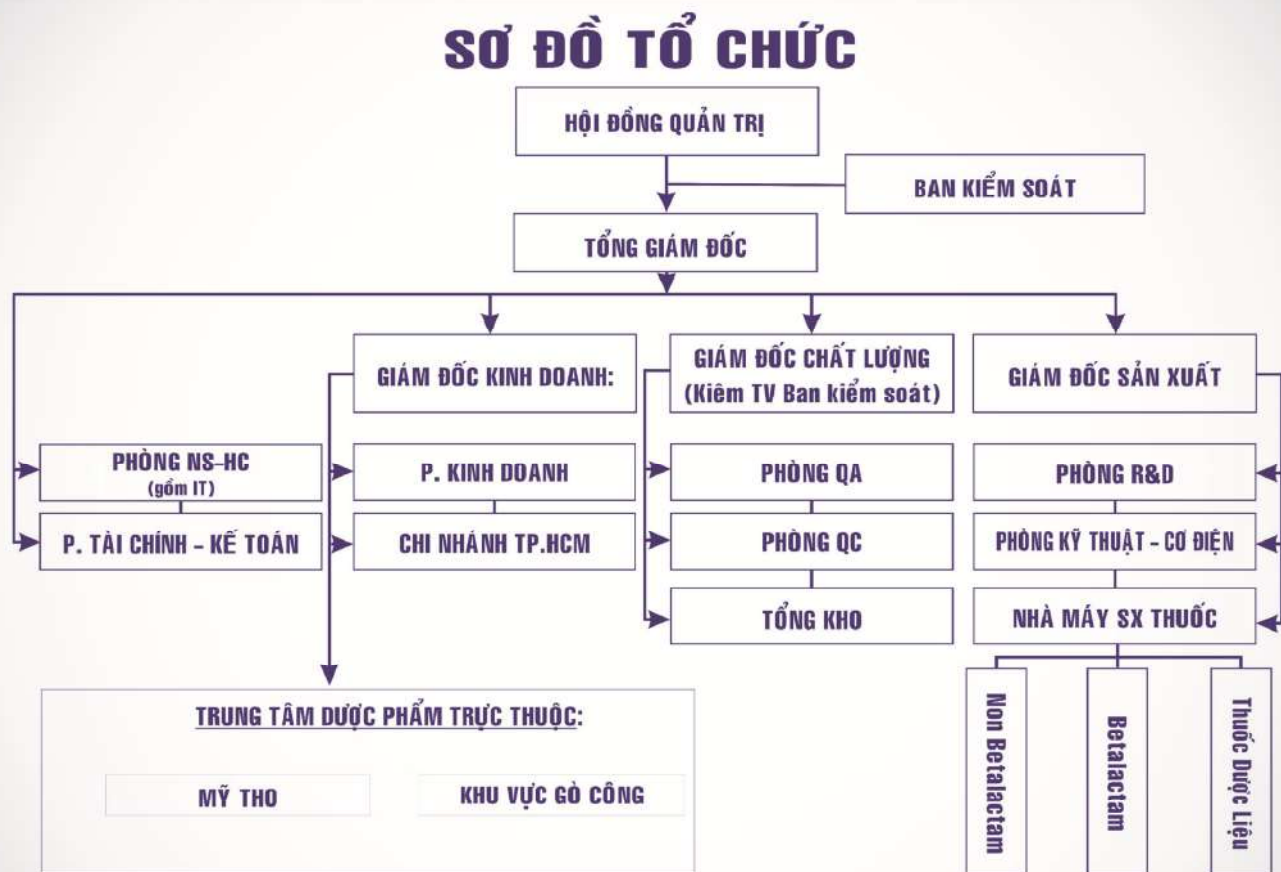 SƠ ĐỒ TỔ CHỨC
HỘI ĐỒNG QUẢN TRỊ
BAN KIỂM SOÁT
TỔNG GIÁM ĐỐC
GIÁM ĐỐC KINH DOANH:
GIÁM ĐỐC CHẤT LƯỢNG
(Kiêm TV Ban kiểm soát)
GIÁM ĐỐC SẢN XUẤT
PHÒNG NS-HC
(gồm IT)
P. KINH DOANH
PHÒNG QA
PHÒNG R&D
P. TÀI CHÍNH - KẾ TOÁN
CHI NHÁNH TP.HCM
PHÒNG QC
PHÒNG KỸ THUẬT - CƠ ĐIỆN
TỔNG KHO
NHÀ MÁY SX THUỐC
TRUNG TÂM DƯỢC PHẨM TRỰC THUỘC:
MỸ THO
KHU VỰC GÒ CÔNG
Non Betalactam
Betalactam
Thuốc Dược Liệu